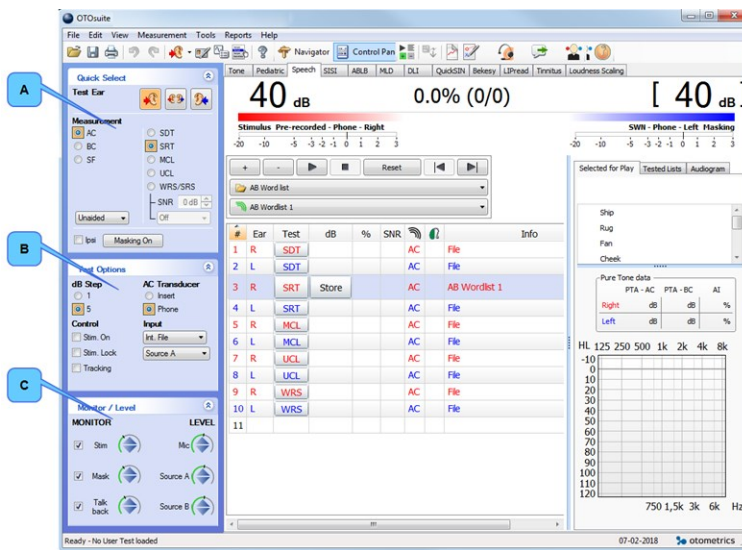 OTOsuite
File Edit View Measurement Tools Reports Help
Navigator Control Pan
A
Quick Select
Test Ear
Measurement
AC SDT
BC SRT
SF MCL
UCL
WRS/SRS
SNR 0 dB
Unaided Off
Ipsi Masking On
B
Test Options
dB Step AC Transducer
1 Insert
5 Phone
Control Input
Stim. On Int. File
Stim. Lock Source A
Tracking
C
Monitor / Level
MONITOR LEVEL
Stim Mic
Mask Source A
Talk back Source B
Tone Pediatric Speech SISI ABLB MLD DLI QuickSIN Bekesy LIPread Tinnitus Loudness Scaling
40 dB 0.0% (0/0) [ 40 dB ]
Stimulus Pre-recorded - Phone - Right SWN - Phone - Left Masking
-20 -10 -5 -3 -2 -1 0 1 2 3 -20 -10 -5 -3 -2 -1 0 1 2 3
+ - Reset
AB Word list
AB Wordlist 1
# Ear Test dB % SNR Info
1 R SDT AC File
2 L SDT AC File
3 R SRT Store AC AB Wordlist 1
4 L SRT AC File
5 R MCL AC File
6 L MCL AC File
7 R UCL AC File
8 L UCL AC File
9 R WRS AC File
10 L WRS AC File
11
Selected for Play Tested Lists Audiogram
Ship
Rug
Fan
Cheek
Pure Tone data
PTA - AC PTA - BC AI
Right dB dB %
Left dB dB %
HL 125 250 500 1k 2k 4k 8k
-10
0
10
20
30
40
50
60
70
80
90
100
110
120
750 1,5k 3k 6k Hz
Ready - No User Test loaded 07-02-2018 otometrics